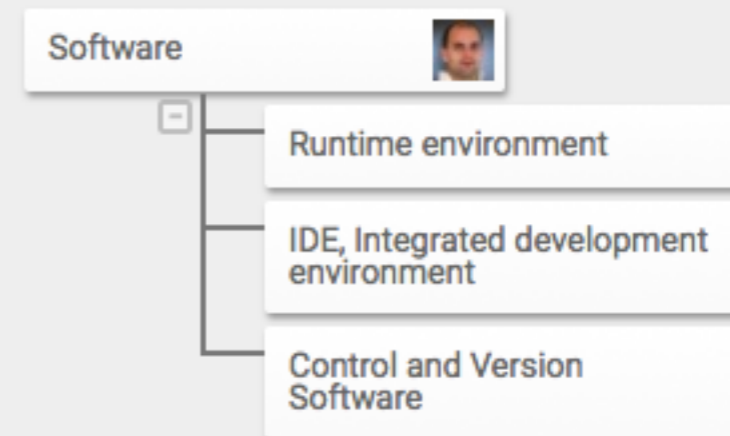 Software
Runtime environment
IDE, Integrated development
environment
Control and Version
Software